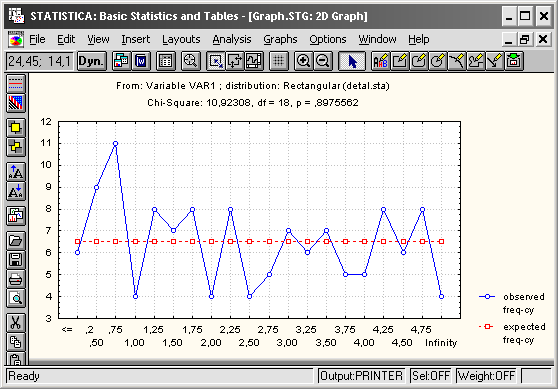 STATISTICA: Basic Statistics and Tables - [Graph.STG: 2D Graph]
File Edit View Insert Layouts Analysis Graphs Options Window Help
24,45; 14,1 Dyn.
From: Variable VAR1 ; distribution: Rectangular (detal.sta)
Chi-Square: 10,92308, df = 18, p = ,8975562
12
11
10
9
8
7
6
5
4
3
<= ,2 ,75 1,25 1,75 2,25 2,75 3,25 3,75 4,25 4,75
,50 1,00 1,50 2,00 2,50 3,00 3,50 4,00 4,50 Infinity
observed
freq-cy
expected
freq-cy
Ready Output:PRINTER Sel:OFF Weight:OFF